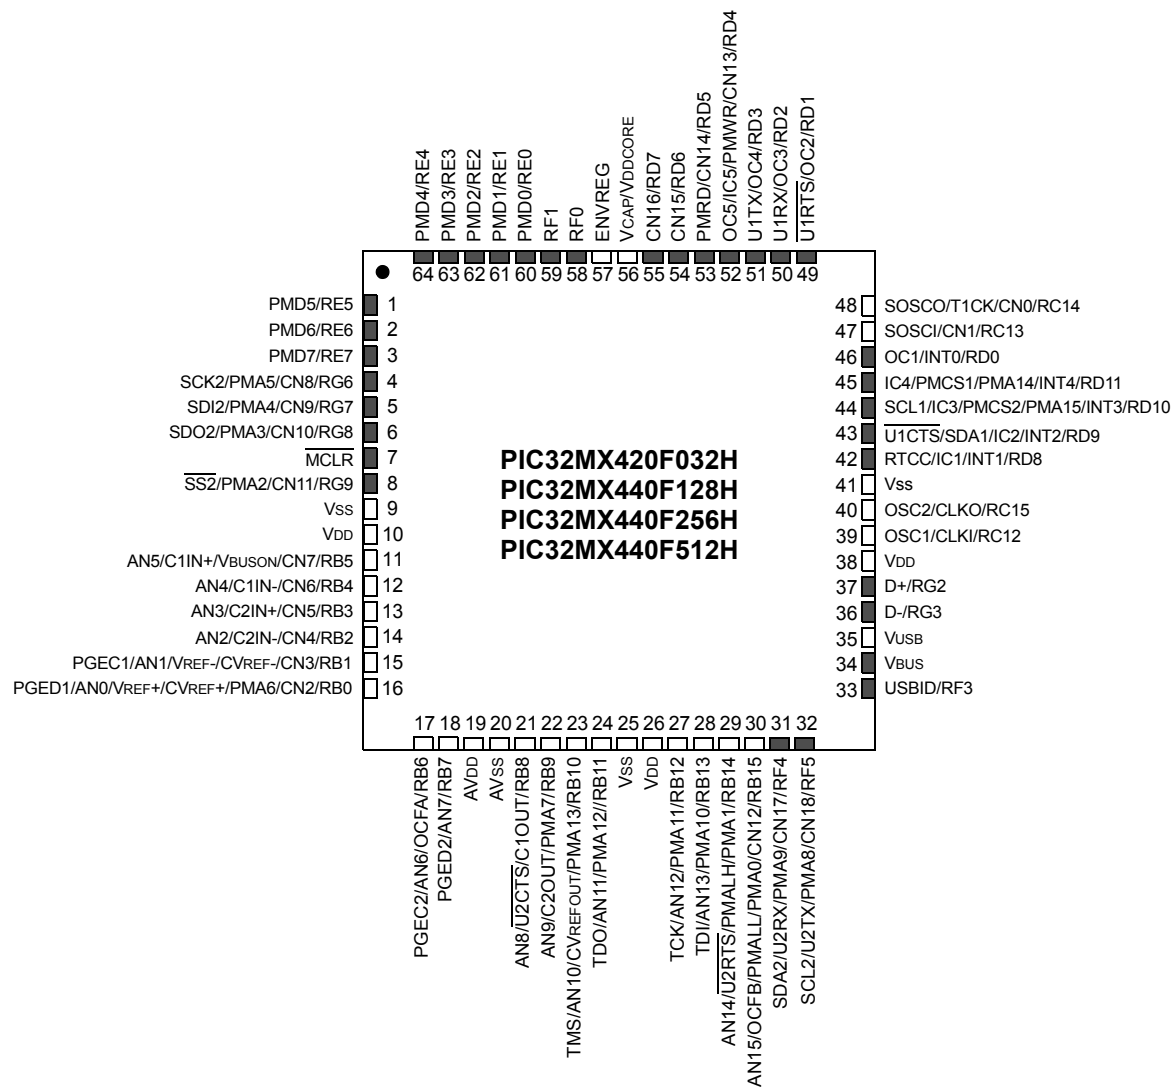 PMD4/RE4
PMD3/RE3
PMD2/RE2
PMD1/RE1
PMD0/RE0
RF1
RF0
ENVREG
VCAP/VDDCORE
CN16/RD7
CN15/RD6
PMRD/CN14/RD5
OC5/IC5/PMWR/CN13/RD4
U1TX/OC4/RD3
U1RX/OC3/RD2
U1RTS/OC2/RD1
64 63 62 61 60 59 58 57 56 55 54 53 52 51 50 49
PMD5/RE5 1
PMD6/RE6 2
PMD7/RE7 3
SCK2/PMA5/CN8/RG6 4
SDI2/PMA4/CN9/RG7 5
SDO2/PMA3/CN10/RG8 6
MCLR 7
SS2/PMA2/CN11/RG9 8
VSS 9
VDD 10
AN5/C1IN+/VBUSON/CN7/RB5 11
AN4/C1IN-/CN6/RB4 12
AN3/C2IN+/CN5/RB3 13
AN2/C2IN-/CN4/RB2 14
PGEC1/AN1/VREF-/CVREF-/CN3/RB1 15
PGED1/AN0/VREF+/CVREF+/PMA6/CN2/RB0 16
PIC32MX420F032H
PIC32MX440F128H
PIC32MX440F256H
PIC32MX440F512H
48 SOSCO/T1CK/CN0/RC14
47 SOSCI/CN1/RC13
46 OC1/INT0/RD0
45 IC4/PMCS1/PMA14/INT4/RD11
44 SCL1/IC3/PMCS2/PMA15/INT3/RD10
43 U1CTS/SDA1/IC2/INT2/RD9
42 RTCC/IC1/INT1/RD8
41 Vss
40 OSC2/CLKO/RC15
39 OSC1/CLKI/RC12
38 VDD
37 D+/RG2
36 D-/RG3
35 VUSB
34 VBUS
33 USBID/RF3
17 18 19 20 21 22 23 24 25 26 27 28 29 30 31 32
PGEC2/AN6/OCFA/RB6
PGED2/AN7/RB7
AVDD
AVSS
AN8/U2CTS/C1OUT/RB8
AN9/C2OUT/PMA7/RB9
TMS/AN10/CVREFOUT/PMA13/RB10
TDO/AN11/PMA12//RB11
VSS
VDD
TCK/AN12/PMA11/RB12
TDI/AN13/PMA10/RB13
AN14/U2RTS/PMALH/PMA1/RB14
AN15/OCFB/PMALL/PMA0/CN12/RB15
SDA2/U2RX/PMA9/CN17/RF4
SCL2/U2TX/PMA8/CN18/RF5